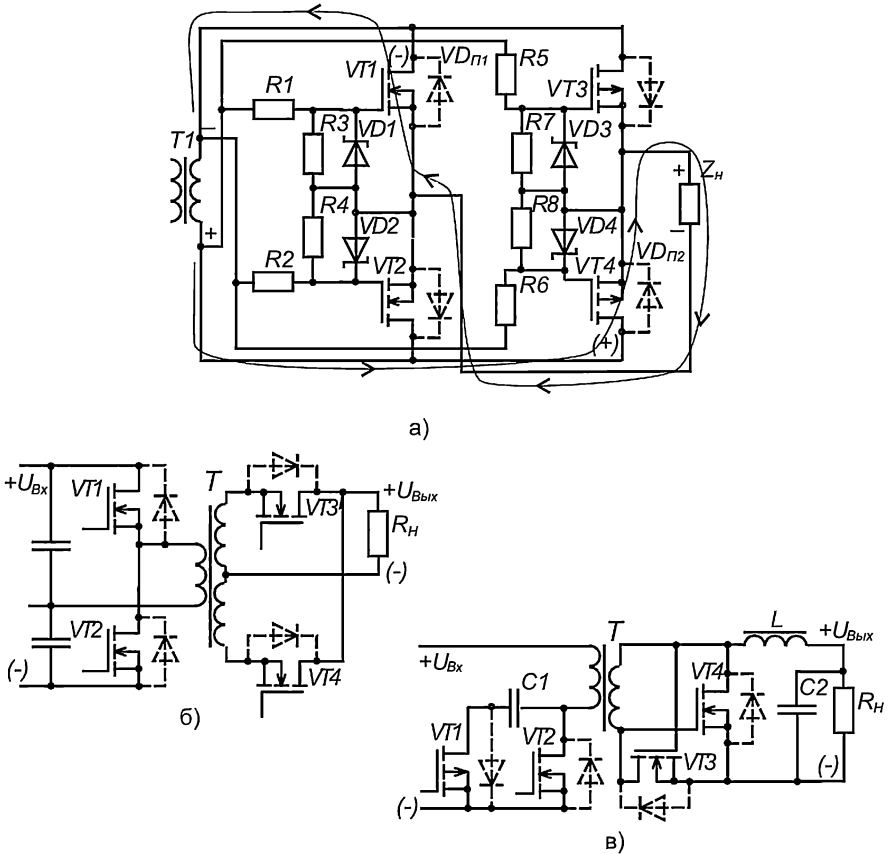 (-) VDП1 R5
R1 VT1 VT3
R3 VD1 R7 VD3
T1 – + Zн
R4 VD2 R8 VD4 –
+ VDП2
R2 VT2 R6 VT4
(+)
а)
+UВх VT1 T VT3 +UВых
RН
(-)
VT2
(-) VT4
б)
+UВх T L +UВых
C1 VT4 C2 RН
VT1 VT2 VT3 (-)
(-)
в)